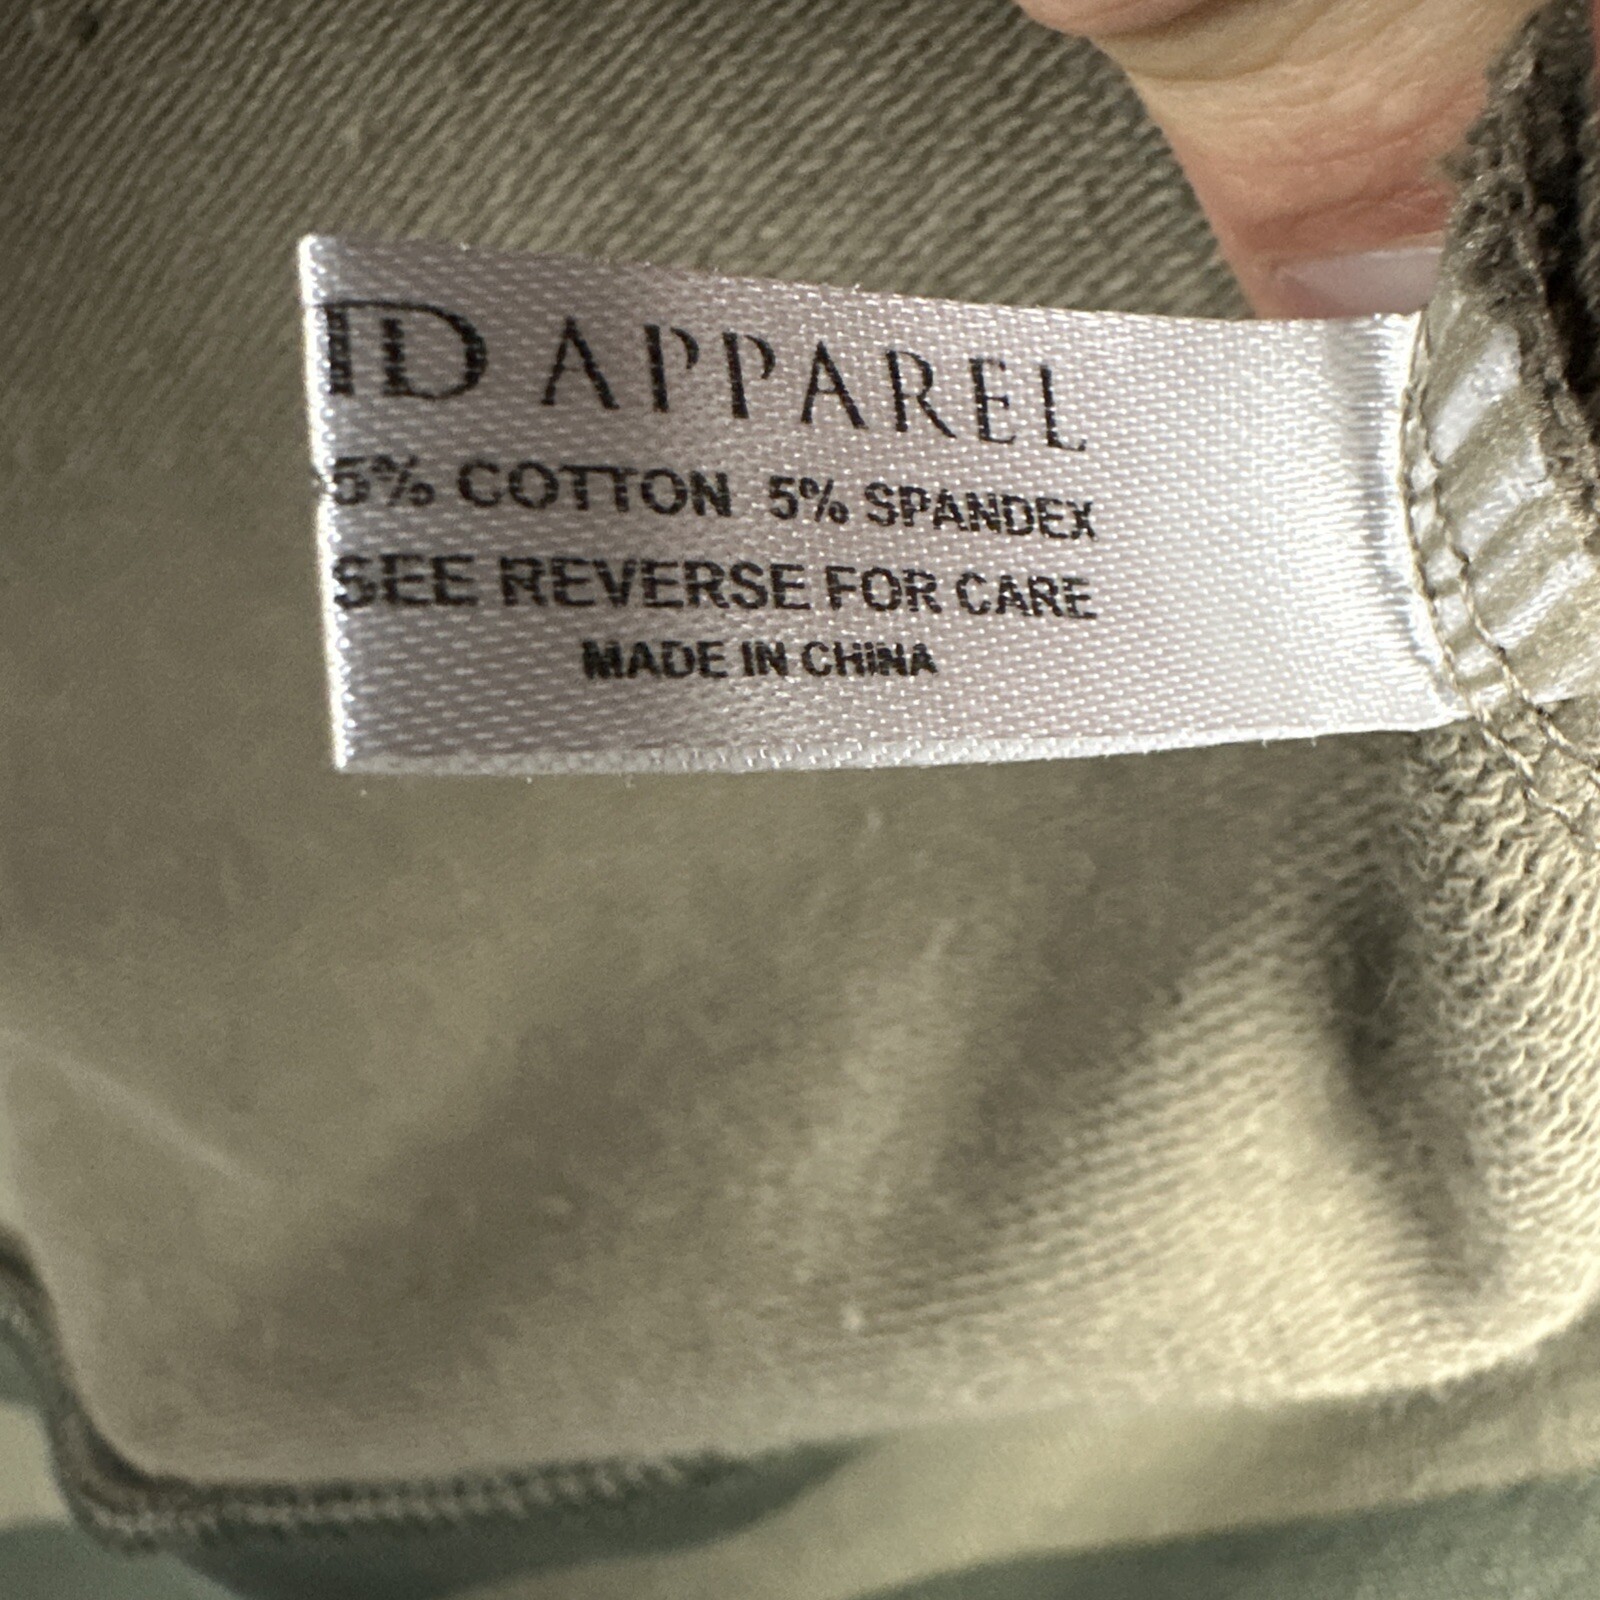 ID APPAREL
5% COTTON 5% SPANDEX
SEE REVERSE FOR CARE
MADE IN CHINA